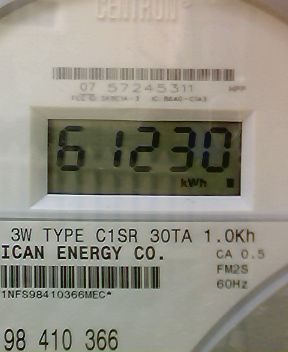 CENTRON®
07 57245311
61230
kWh
3W TYPE C1SR 30TA 1.0Kh
ICAN ENERGY CO.
CA 0.5
FM2S
60Hz
1NFS98410366MEC*
98 410 366